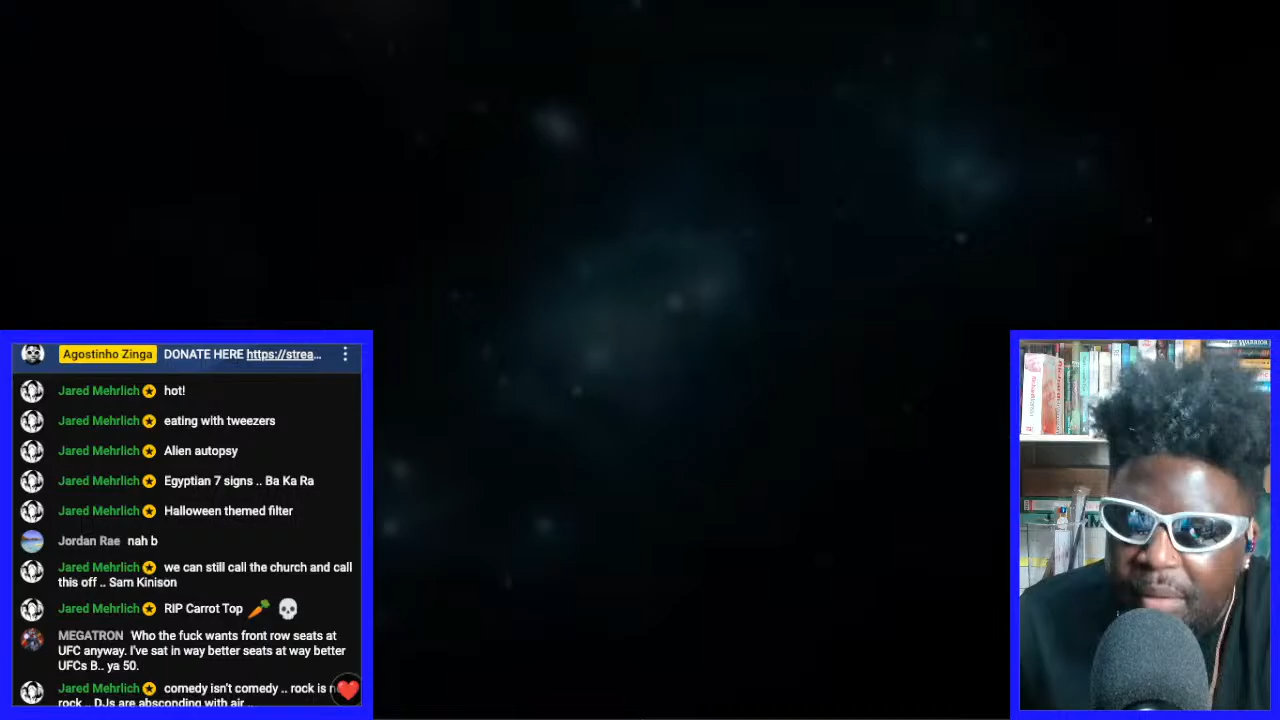 Agostinho Zinga DONATE HERE https://strea…
Jared Mehrlich hot!
Jared Mehrlich eating with tweezers
Jared Mehrlich Alien autopsy
Jared Mehrlich Egyptian 7 signs .. Ba Ka Ra
Jared Mehrlich Halloween themed filter
Jordan Rae nah b
Jared Mehrlich we can still call the church and call
this off .. Sam Kinison
Jared Mehrlich RIP Carrot Top 🥕 💀
MEGATRON Who the fuck wants front row seats at
UFC anyway. I've sat in way better seats at way better
UFCs B.. ya 50.
Jared Mehrlich comedy isn't comedy .. rock is
rock .. DJs are absconding with air ..
THE WARRIOR